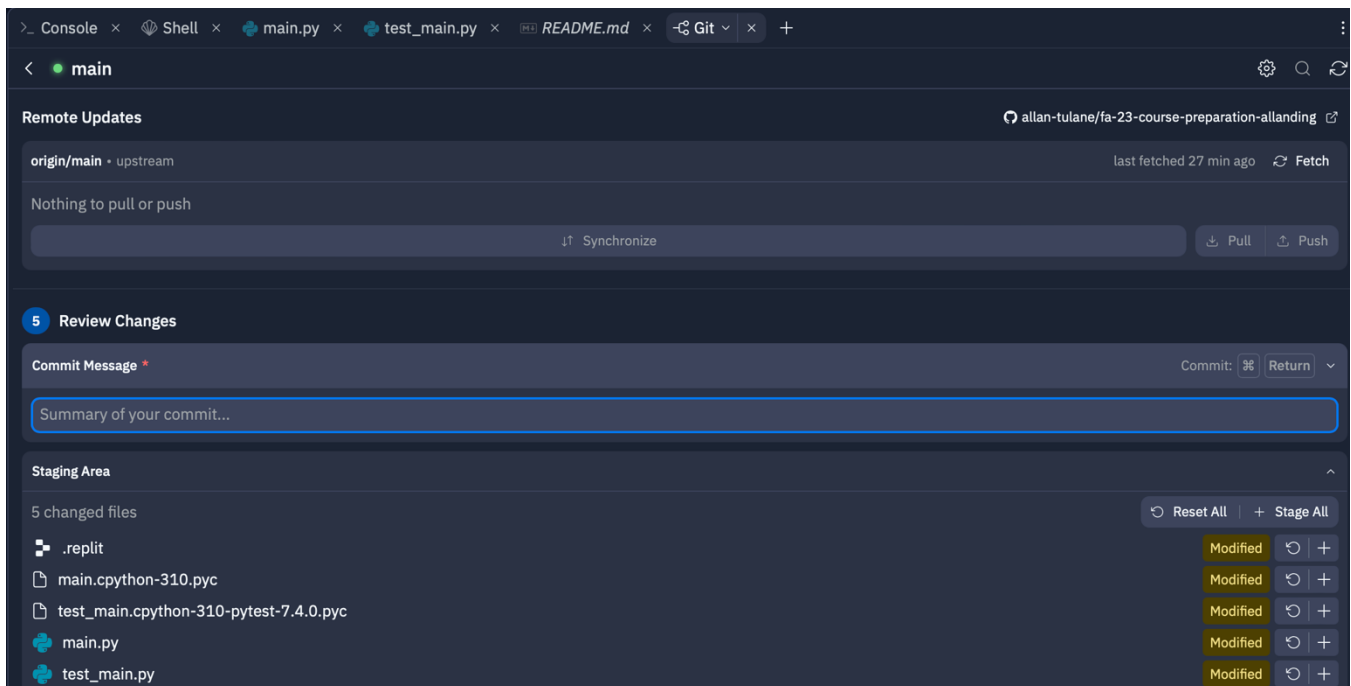 >_ Console × Shell × main.py × test_main.py × README.md × Git × +
main
Remote Updates allan-tulane/fa-23-course-preparation-allanding
origin/main • upstream last fetched 27 min ago Fetch
Nothing to pull or push
Synchronize Pull Push
5 Review Changes
Commit Message * Commit: ⌘ Return
Summary of your commit...
Staging Area
5 changed files Reset All + Stage All
.replit Modified +
main.cpython-310.pyc Modified +
test_main.cpython-310-pytest-7.4.0.pyc Modified +
main.py Modified +
test_main.py Modified +